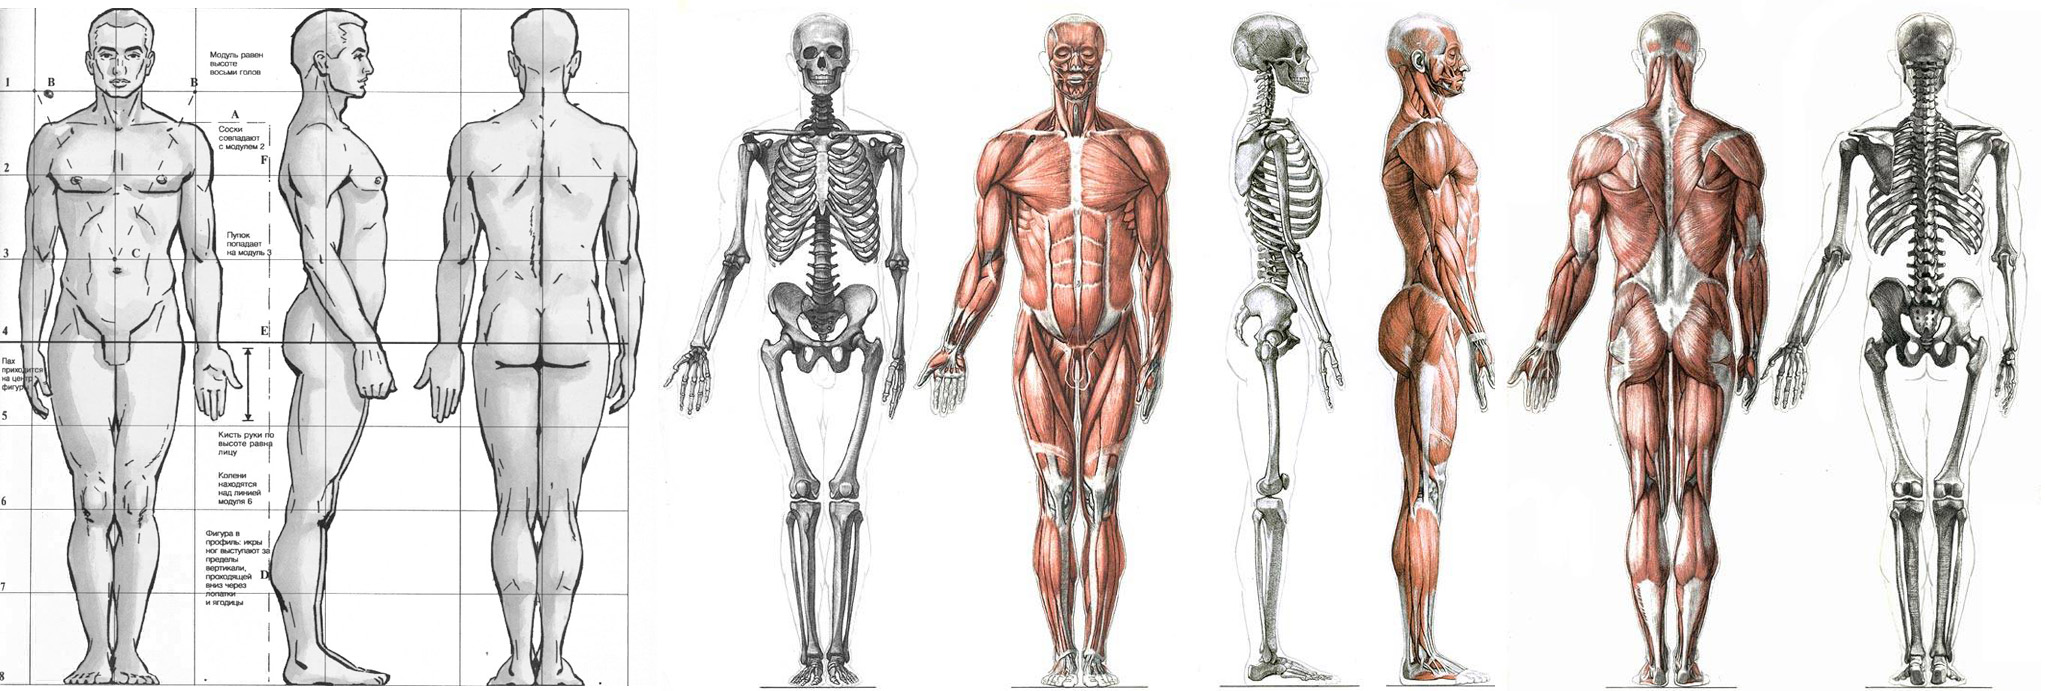 Модуль равен
высоте
восьми голов
1
B
B
A
Соски
совпадают
с модулем 2
F
2
Пупок
попадает
на модуль 3
C
3
4
E
Пах
приходится
на центр
фигуры
5
Кисть руки по
высоте равна
лицу
Колени
находятся
над линией
модуля 6
6
Фигура в
профиль: икры
ног выступают за
пределы
вертикали,
проходящей
вниз через
лопатки
и ягодицы
D
7
8